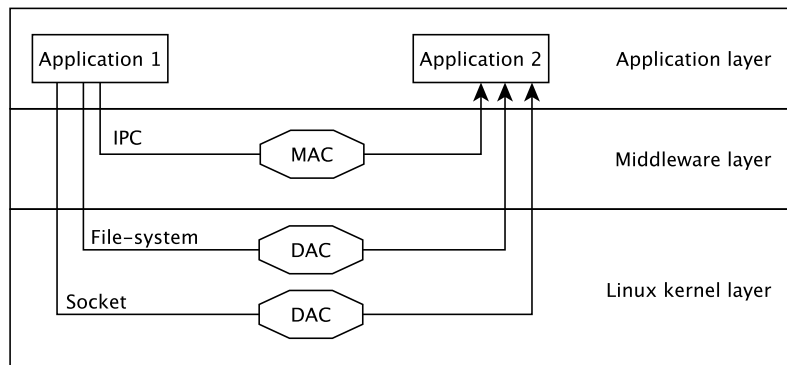 Application 1
Application 2
Application layer
IPC
MAC
Middleware layer
File-system
DAC
Linux kernel layer
Socket
DAC